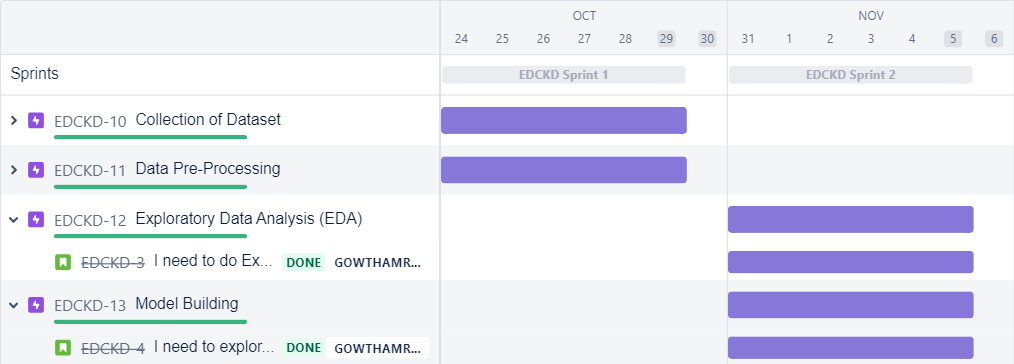 OCT NOV
24 25 26 27 28 29 30 31 1 2 3 4 5 6
Sprints EDCKD Sprint 1 EDCKD Sprint 2
EDCKD-10 Collection of Dataset
EDCKD-11 Data Pre-Processing
EDCKD-12 Exploratory Data Analysis (EDA)
EDCKD-3 I need to do Ex... DONE GOWTHAMR...
EDCKD-13 Model Building
EDCKD-4 I need to explor... DONE GOWTHAMR...